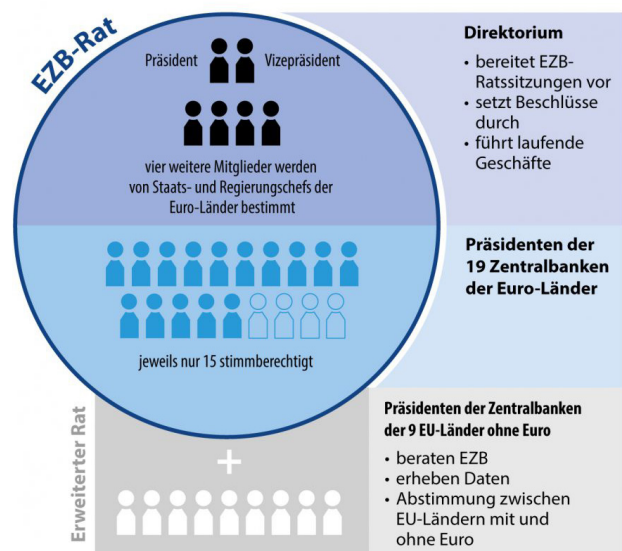 EZB-Rat
Präsident
Vizepräsident
vier weitere Mitglieder werden
von Staats- und Regierungschefs der
Euro-Länder bestimmt
Direktorium
• bereitet EZB-
Ratssitzungen vor
• setzt Beschlüsse
durch
• führt laufende
Geschäfte
jeweils nur 15 stimmberechtigt
Präsidenten der
19 Zentralbanken
der Euro-Länder
Erweiterter Rat
+
Präsidenten der Zentralbanken
der 9 EU-Länder ohne Euro
• beraten EZB
• erheben Daten
• Abstimmung zwischen
EU-Ländern mit und
ohne Euro